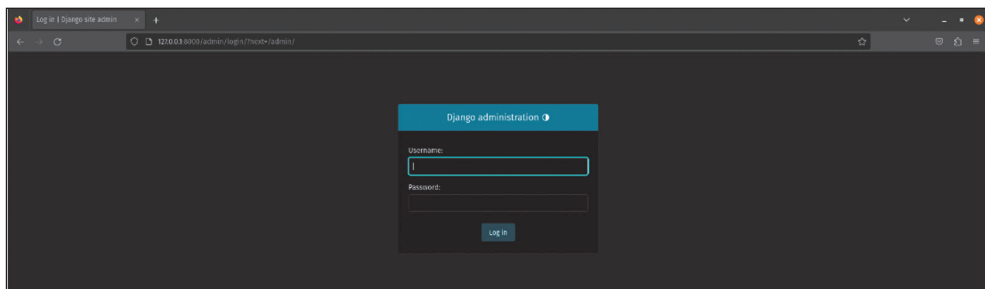 Log in | Django site admin
127.0.0.1:8000/admin/login/?next=/admin/
Django administration
Username:
Password:
Log in